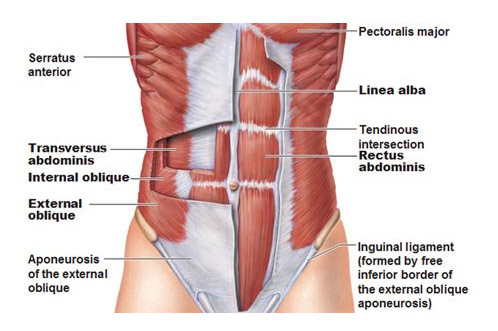 Serratus
anterior
Transversus
abdominis
Internal oblique
External
oblique
Aponeurosis
of the external
oblique
Pectoralis major
Linea alba
Tendinous
intersection
Rectus
abdominis
Inguinal ligament
(formed by free
inferior border of
the external oblique
aponeurosis)